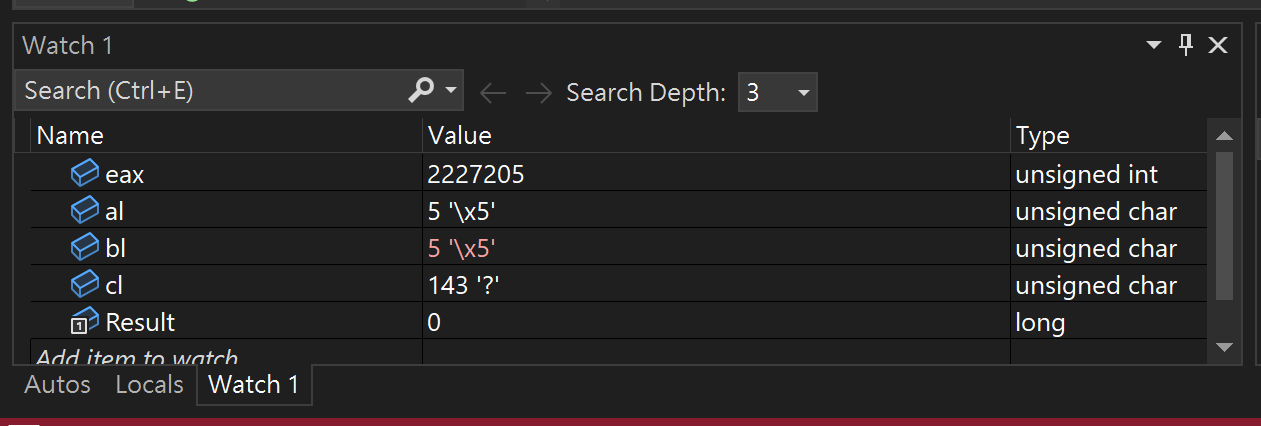 Watch 1
Search (Ctrl+E) Search Depth: 3
Name Value Type
eax 2227205 unsigned int
al 5 '\x5' unsigned char
bl 5 '\x5' unsigned char
cl 143 '?' unsigned char
1 Result 0 long
Add item to watch
Autos Locals Watch 1